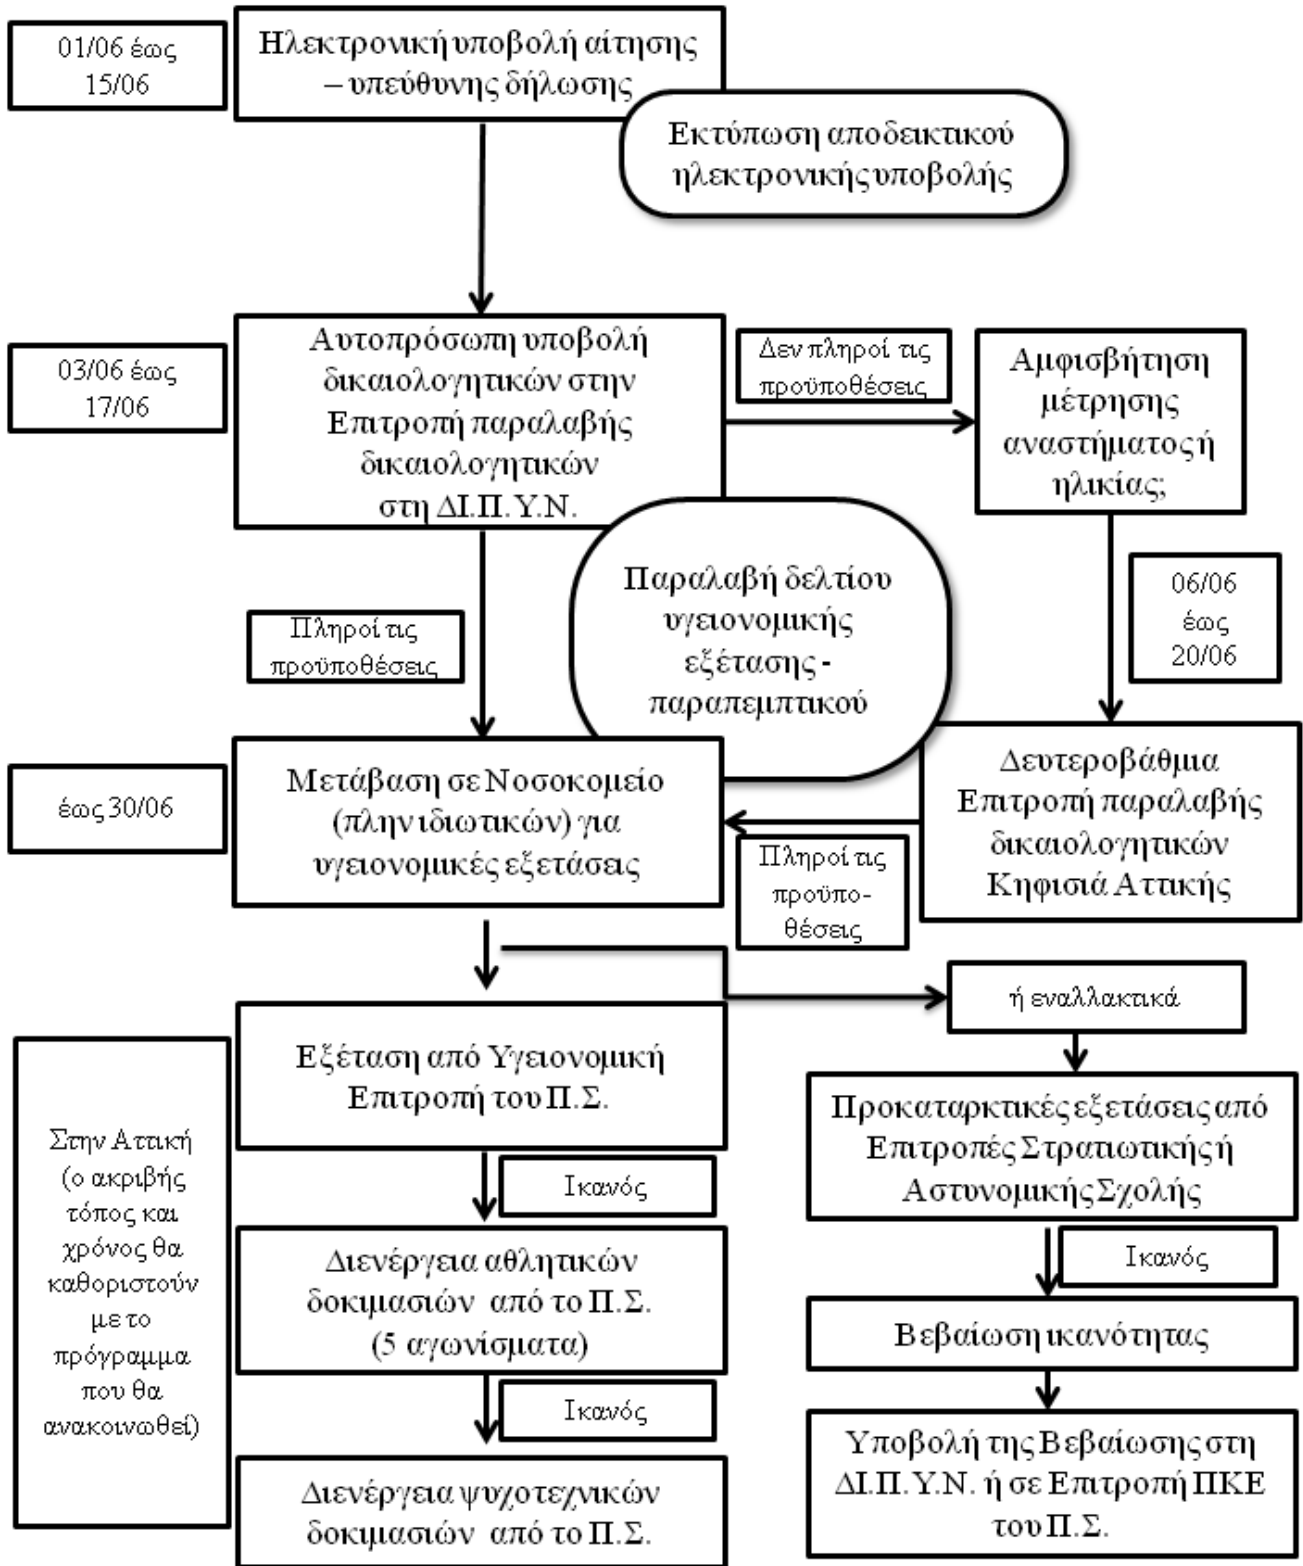 01/06 έως
15/06
Ηλεκτρονική υποβολή αίτησης
– υπεύθυνης δήλωσης
Εκτύπωση αποδεικτικού
ηλεκτρονικής υποβολής
03/06 έως
17/06
Αυτοπρόσωπη υποβολή
δικαιολογητικών στην
Επιτροπή παραλαβής
δικαιολογητικών
στη ΔΙ.Π.Υ.Ν.
Δεν πληροί τις
προϋποθέσεις
Αμφισβήτηση
μέτρησης
αναστήματος ή
ηλικίας;
Παραλαβή δελτίου
υγειονομικής
εξέτασης -
παραπεμπτικού
06/06
έως
20/06
Πληροί τις
προϋποθέσεις
έως 30/06
Μετάβαση σε Νοσοκομείο
(πλην ιδιωτικών) για
υγειονομικές εξετάσεις
Δευτεροβάθμια
Επιτροπή παραλαβής
δικαιολογητικών
Κηφισιά Αττικής
Πληροί τις
προϋπο-
θέσεις
ή εναλλακτικά
Στην Αττική
(ο ακριβής
τόπος και
χρόνος θα
καθοριστούν
με το
πρόγραμμα
που θα
ανακοινωθεί)
Εξέταση από Υγειονομική
Επιτροπή του Π.Σ.
Ικανός
Διενέργεια αθλητικών
δοκιμασιών από το Π.Σ.
(5 αγωνίσματα)
Ικανός
Διενέργεια ψυχοτεχνικών
δοκιμασιών από το Π.Σ.
Προκαταρκτικές εξετάσεις από
Επιτροπές Στρατιωτικής ή
Αστυνομικής Σχολής
Ικανός
Βεβαίωση ικανότητας
Υποβολή της Βεβαίωσης στη
ΔΙ.Π.Υ.Ν. ή σε Επιτροπή ΠΚΕ
του Π.Σ.